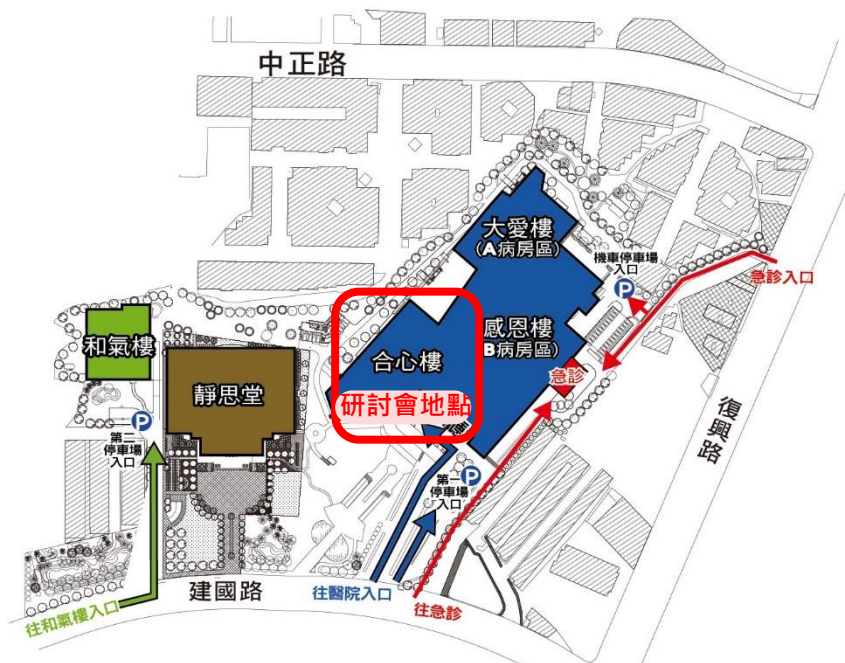 中正路
大愛樓
(A病房區)
機車停車場
入口
P
急診入口
和氣樓
感恩樓
B病房區)
合心樓
靜思堂
急診
研討會地點
復興路
P
第二
停車場
入口
第一
停車場
入口
P
建國路
往和氣樓入口
往醫院入口
往急診